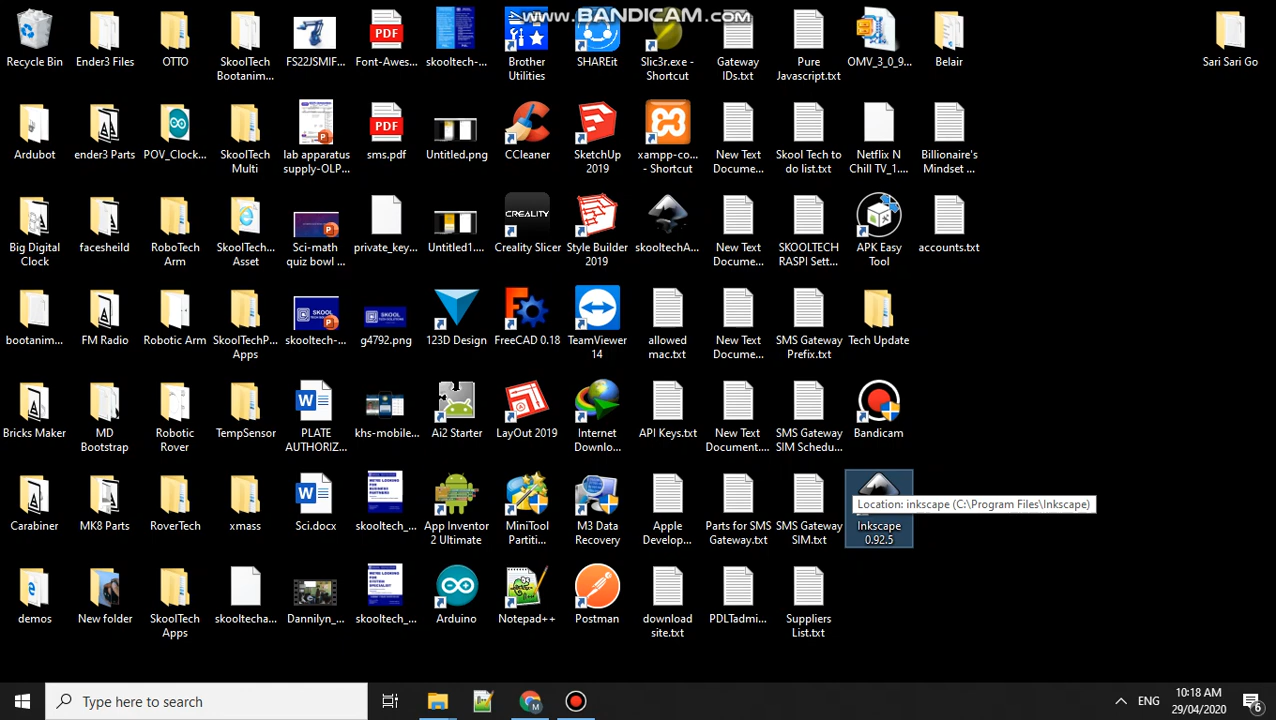 www.BANDICAM.com
Recycle Bin
Ender3 Files
OTTO
SkoolTech
Bootanim...
FS22JSMIF...
Font-Awes...
skooltech-...
Brother
Utilities
SHAREit
Slic3r.exe -
Shortcut
Gateway
IDs.txt
Pure
Javascript.txt
OMV_3_0_9...
Belair
Sari Sari Go
Ardubot
ender3 Parts
POV_Clock...
SkoolTech
Multi
lab apparatus
supply-OLP...
sms.pdf
Untitled.png
CCleaner
SketchUp
2019
xampp-co...
- Shortcut
New Text
Docume...
Skool Tech to
do list.txt
Netflix N
Chill TV_1....
Billionaire's
Mindset ...
Big Digital
Clock
facesheild
RoboTech
Arm
SkoolTech...
Asset
Sci-math
quiz bowl ...
private_key...
Untitled1....
CREALITY
Creality Slicer
Style Builder
2019
skooltechA...
New Text
Docume...
SKOOLTECH
RASPI Sett...
APK Easy
Tool
accounts.txt
bootanim...
FM Radio
Robotic Arm
SkoolTechP...
Apps
skooltech-...
g4792.png
123D Design
FreeCAD 0.18
TeamViewer
14
allowed
mac.txt
New Text
Docume...
SMS Gateway
Prefix.txt
Tech Update
Bricks Maker
MD
Bootstrap
Robotic
Rover
TempSensor
PLATE
AUTHORIZ...
khs-mobile...
Ai2 Starter
LayOut 2019
Internet
Downlo...
API Keys.txt
New Text
Document....
SMS Gateway
SIM Schedu...
Bandicam
Carabiner
MK8 Parts
RoverTech
xmass
Sci.docx
skooltech_...
App Inventor
2 Ultimate
MiniTool
Partiti...
M3 Data
Recovery
Apple
Develop...
Parts for SMS
Gateway.txt
SMS Gateway
SIM.txt
Location: inkscape (C:\Program Files\Inkscape)
Inkscape
0.92.5
demos
New folder
SkoolTech
Apps
skooltecha...
Dannilyn_...
skooltech_...
Arduino
Notepad++
Postman
download
site.txt
PDLTadmi...
Suppliers
List.txt
Type here to search
ENG
10:18 AM
29/04/2020
6